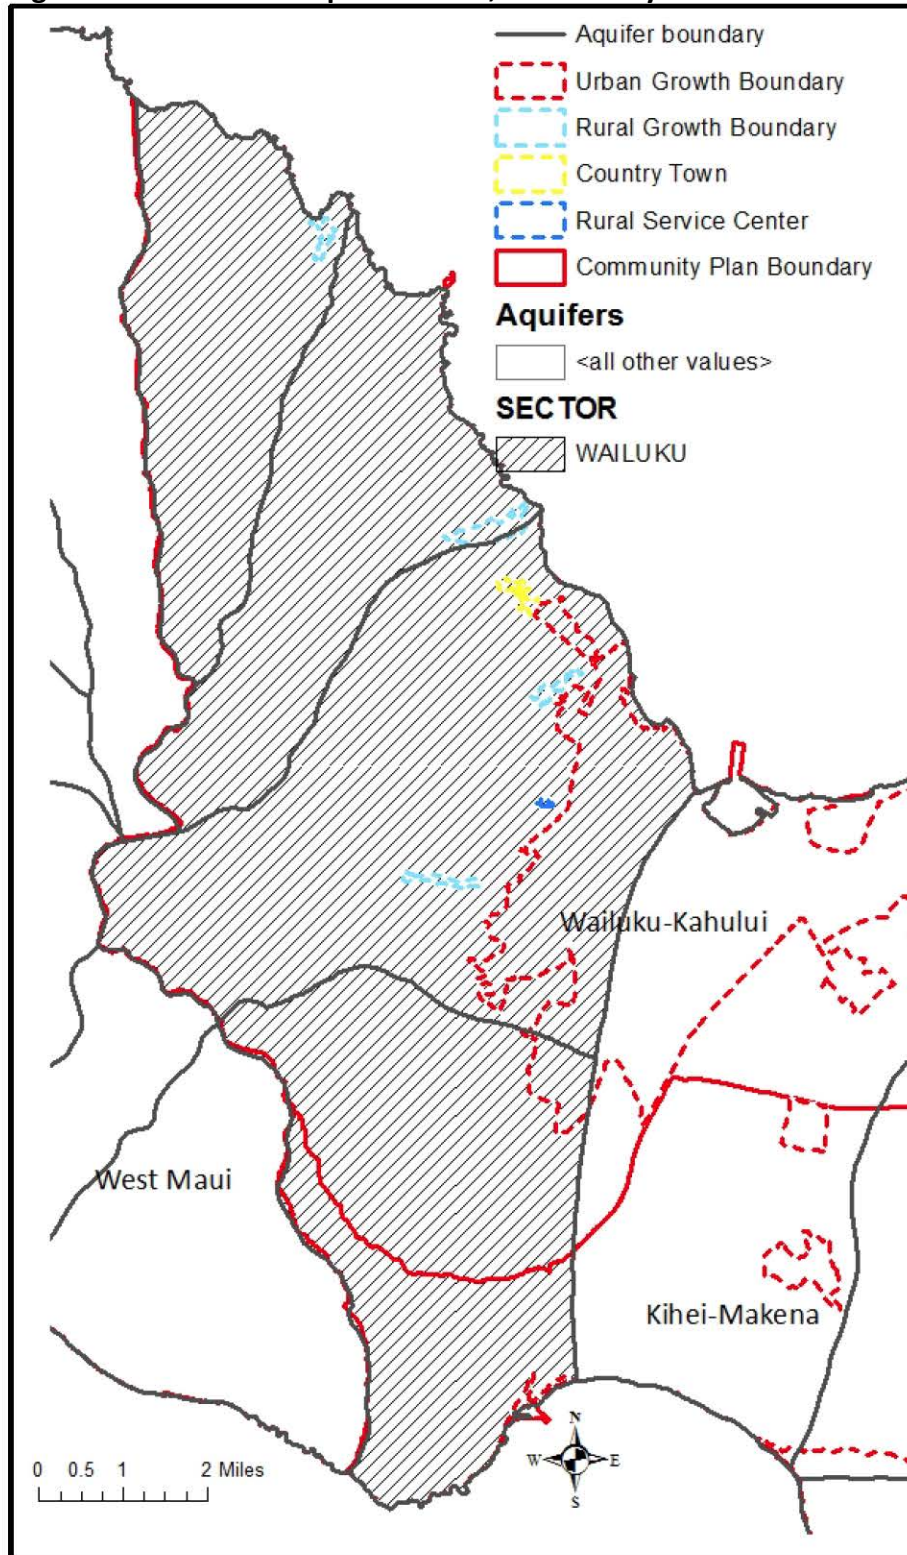 Aquifer boundary
Urban Growth Boundary
Rural Growth Boundary
Country Town
Rural Service Center
Community Plan Boundary
Aquifers
<all other values>
SECTOR
WAILUKU
Wailuku-Kahului
West Maui
Kihei-Makena
N
W E
S
0 0.5 1 2 Miles